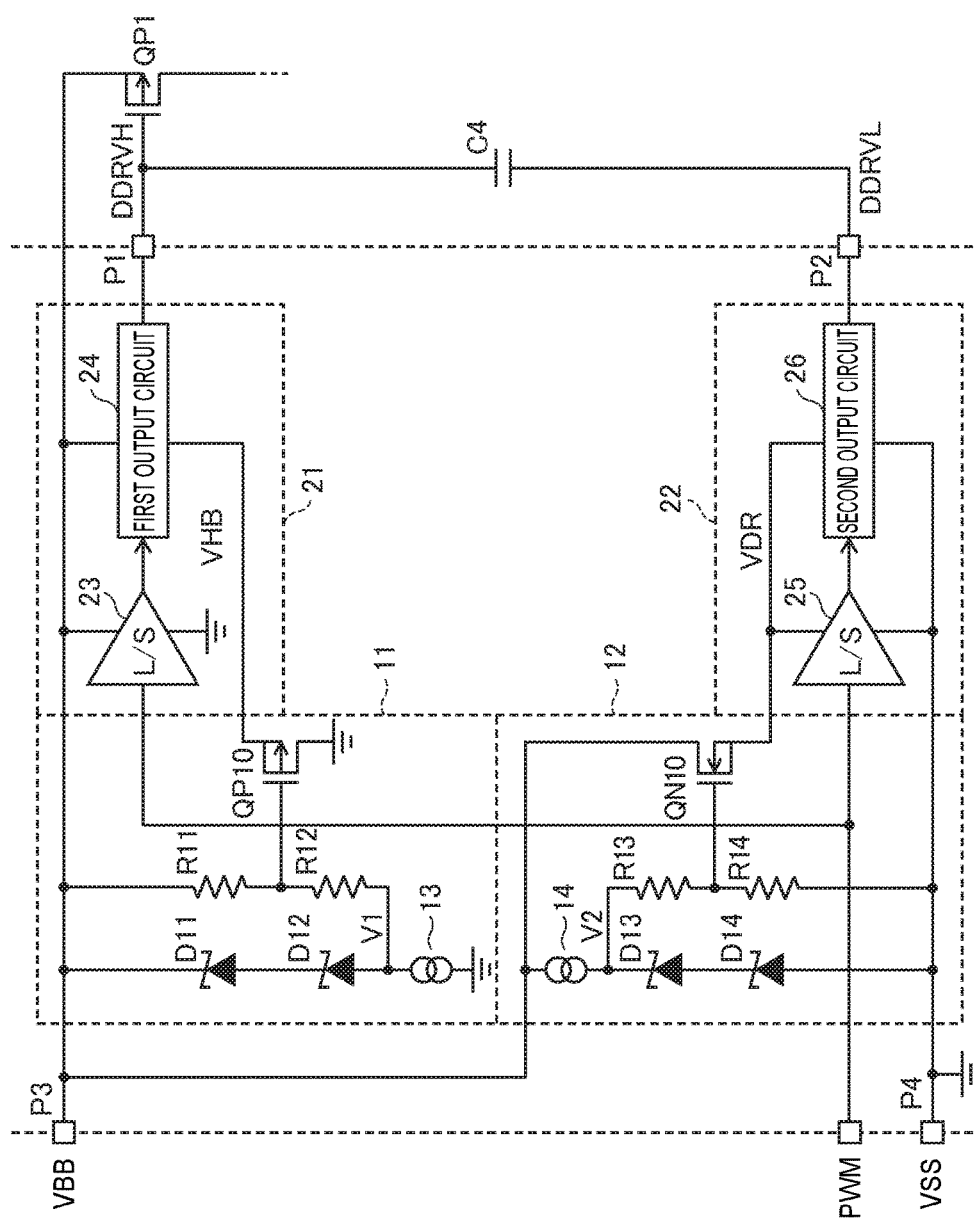 QP1
DDRVH
C4
DDRVL
P1
P2
24
FIRST OUTPUT CIRCUIT
21
VHB
23
L/S
11
QP10
R11
R12
D11
D12
V1
13
26
SECOND OUTPUT CIRCUIT
22
VDR
25
L/S
12
QN10
R13
R14
14
V2
D13
D14
P3
VBB
PWM
P4
VSS